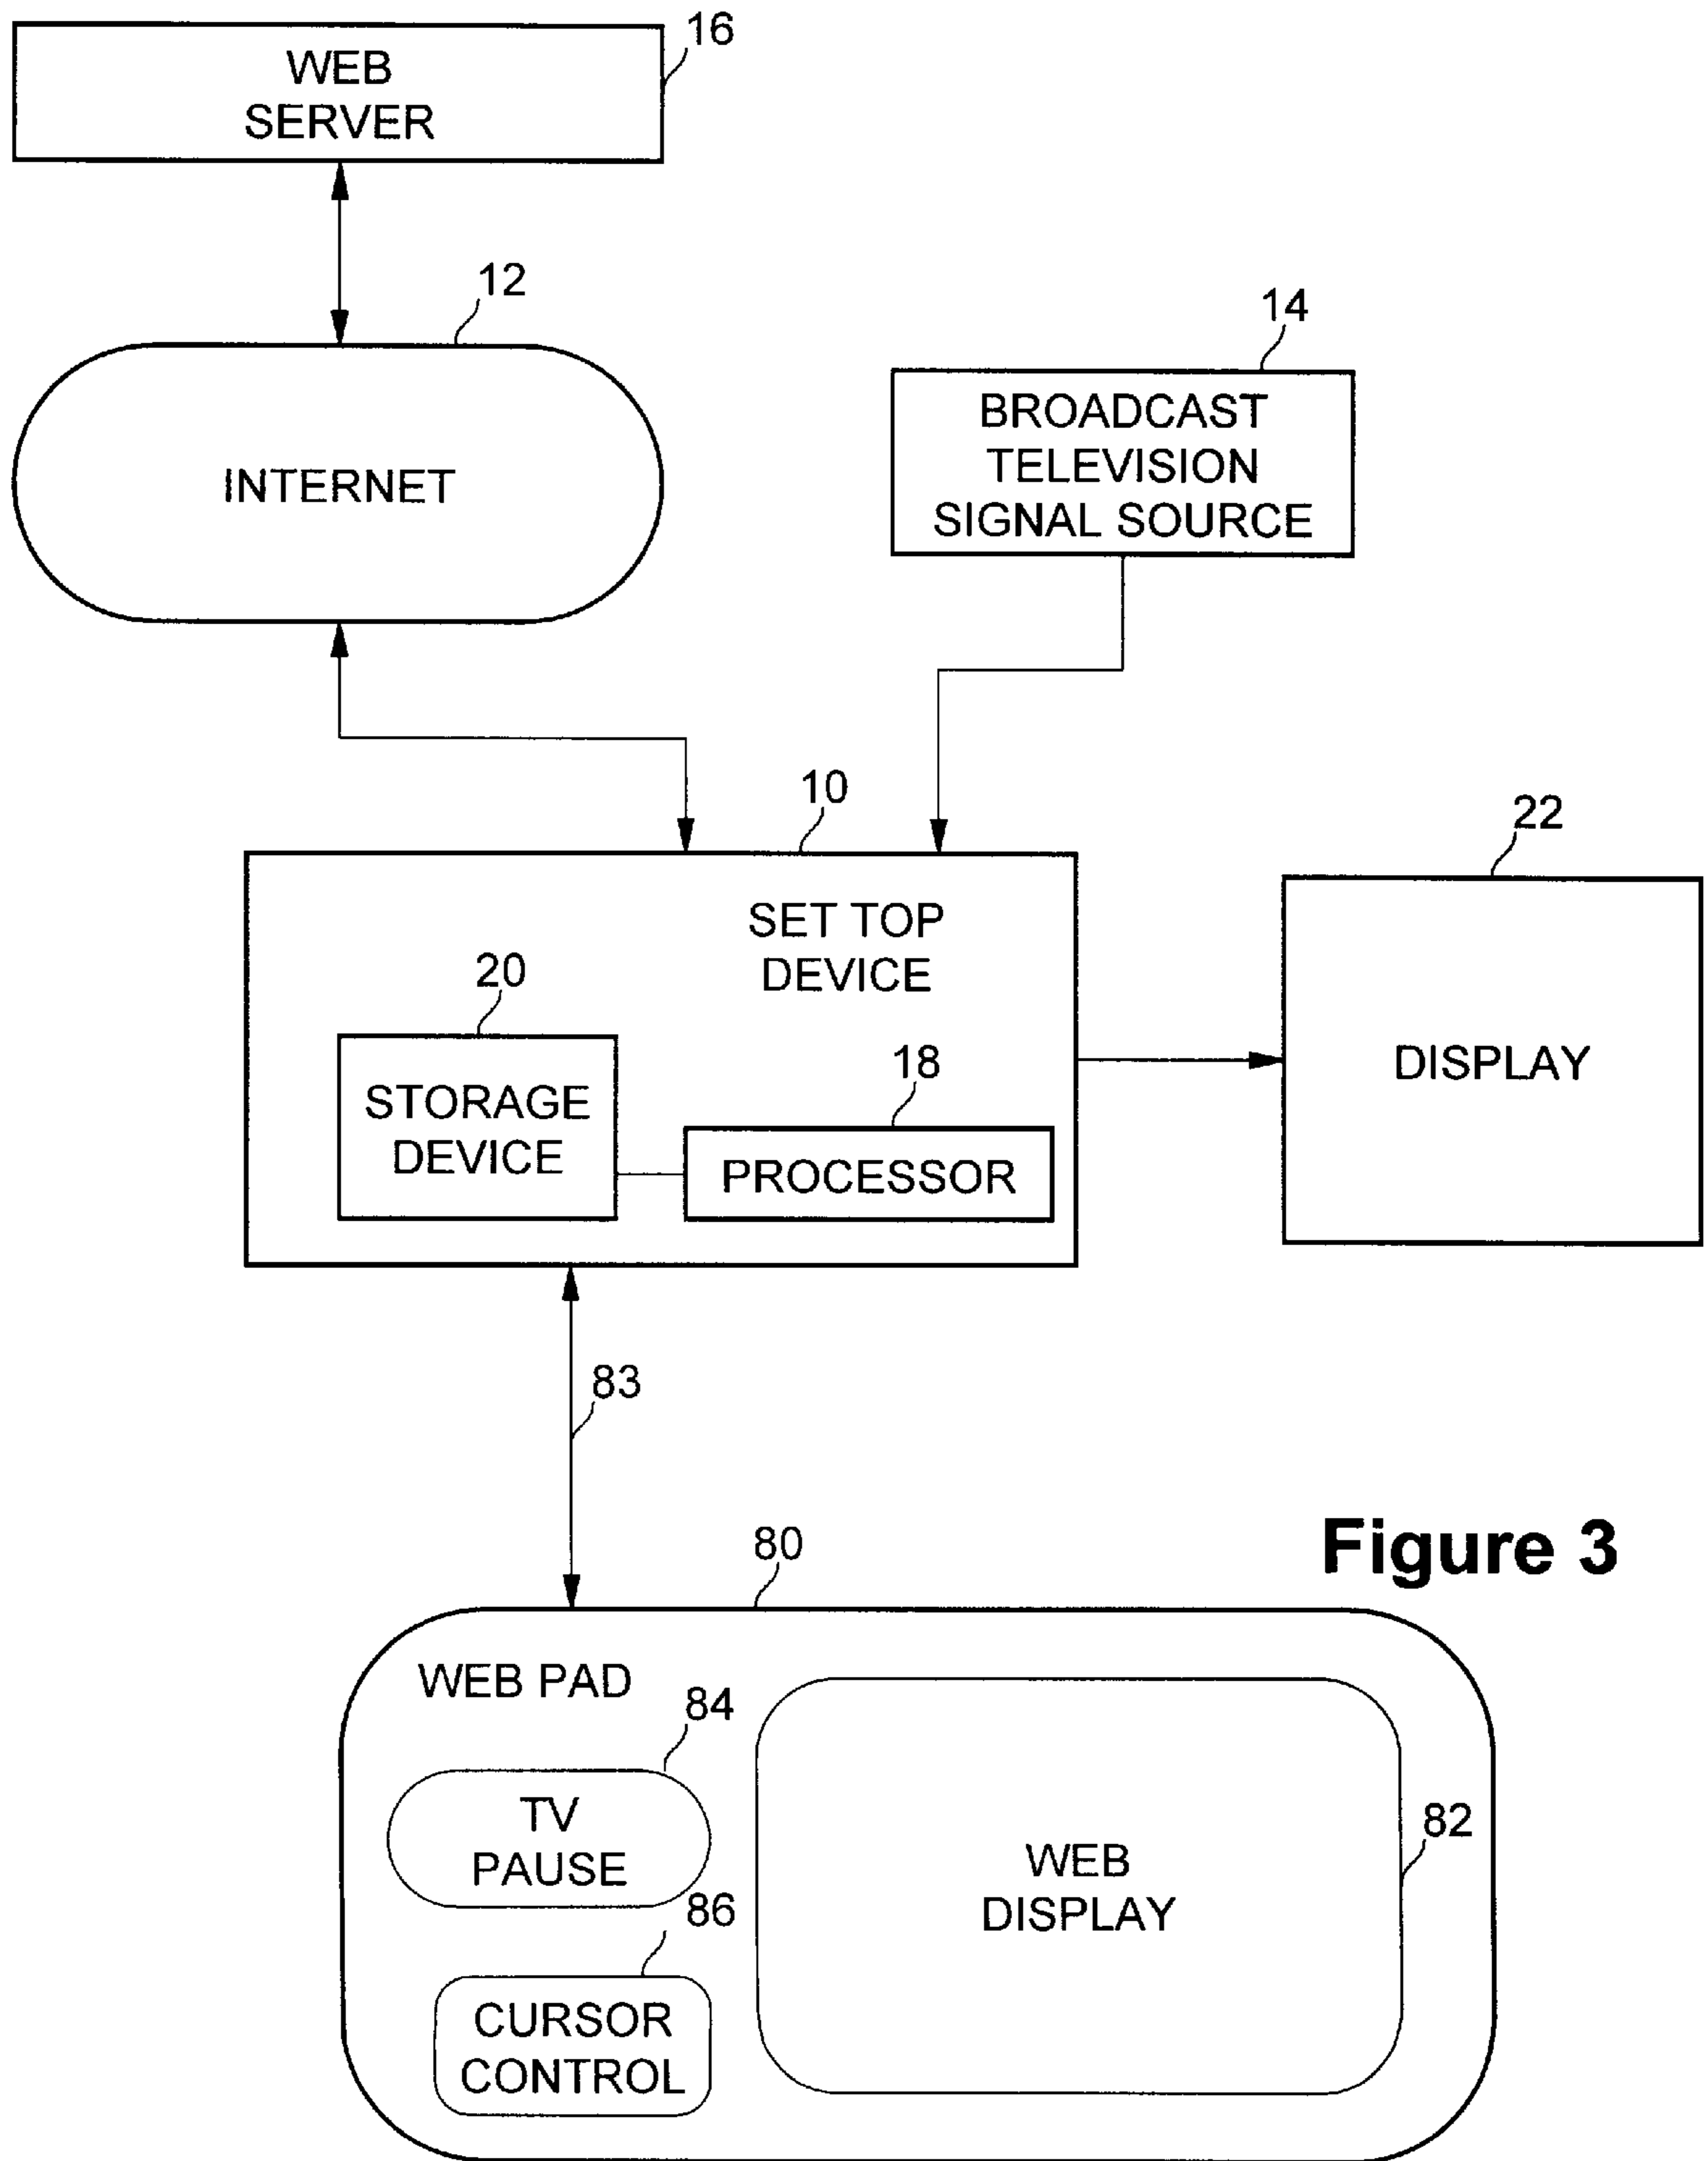 16
WEB
SERVER
12
INTERNET
14
BROADCAST
TELEVISION
SIGNAL SOURCE
10
SET TOP
DEVICE
22
DISPLAY
20
STORAGE
DEVICE
18
PROCESSOR
83
Figure 3
80
WEB PAD
84
TV
PAUSE
86
CURSOR
CONTROL
WEB
DISPLAY
82